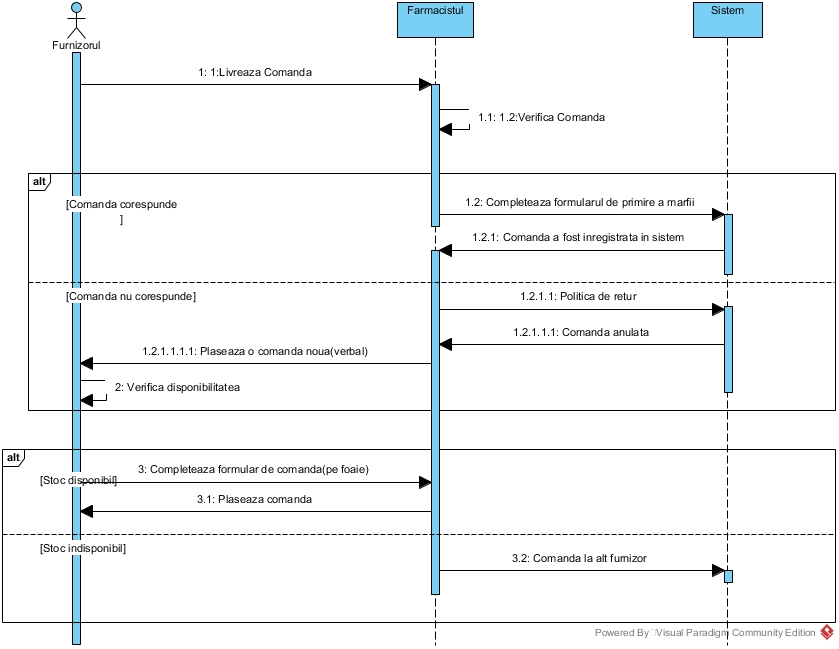 Furnizorul
Farmacistul
Sistem
1: 1:Livreaza Comanda
1.1: 1.2:Verifica Comanda
alt
[Comanda corespunde
]
1.2: Completeaza formularul de primire a marfii
1.2.1: Comanda a fost inregistrata in sistem
[Comanda nu corespunde]
1.2.1.1: Politica de retur
1.2.1.1.1: Comanda anulata
1.2.1.1.1.1: Plaseaza o comanda noua(verbal)
2: Verifica disponibilitatea
alt
3: Completeaza formular de comanda(pe foaie)
[Stoc disponibil]
3.1: Plaseaza comanda
[Stoc indisponibil]
3.2: Comanda la alt furnizor
Powered By Visual Paradigm Community Edition